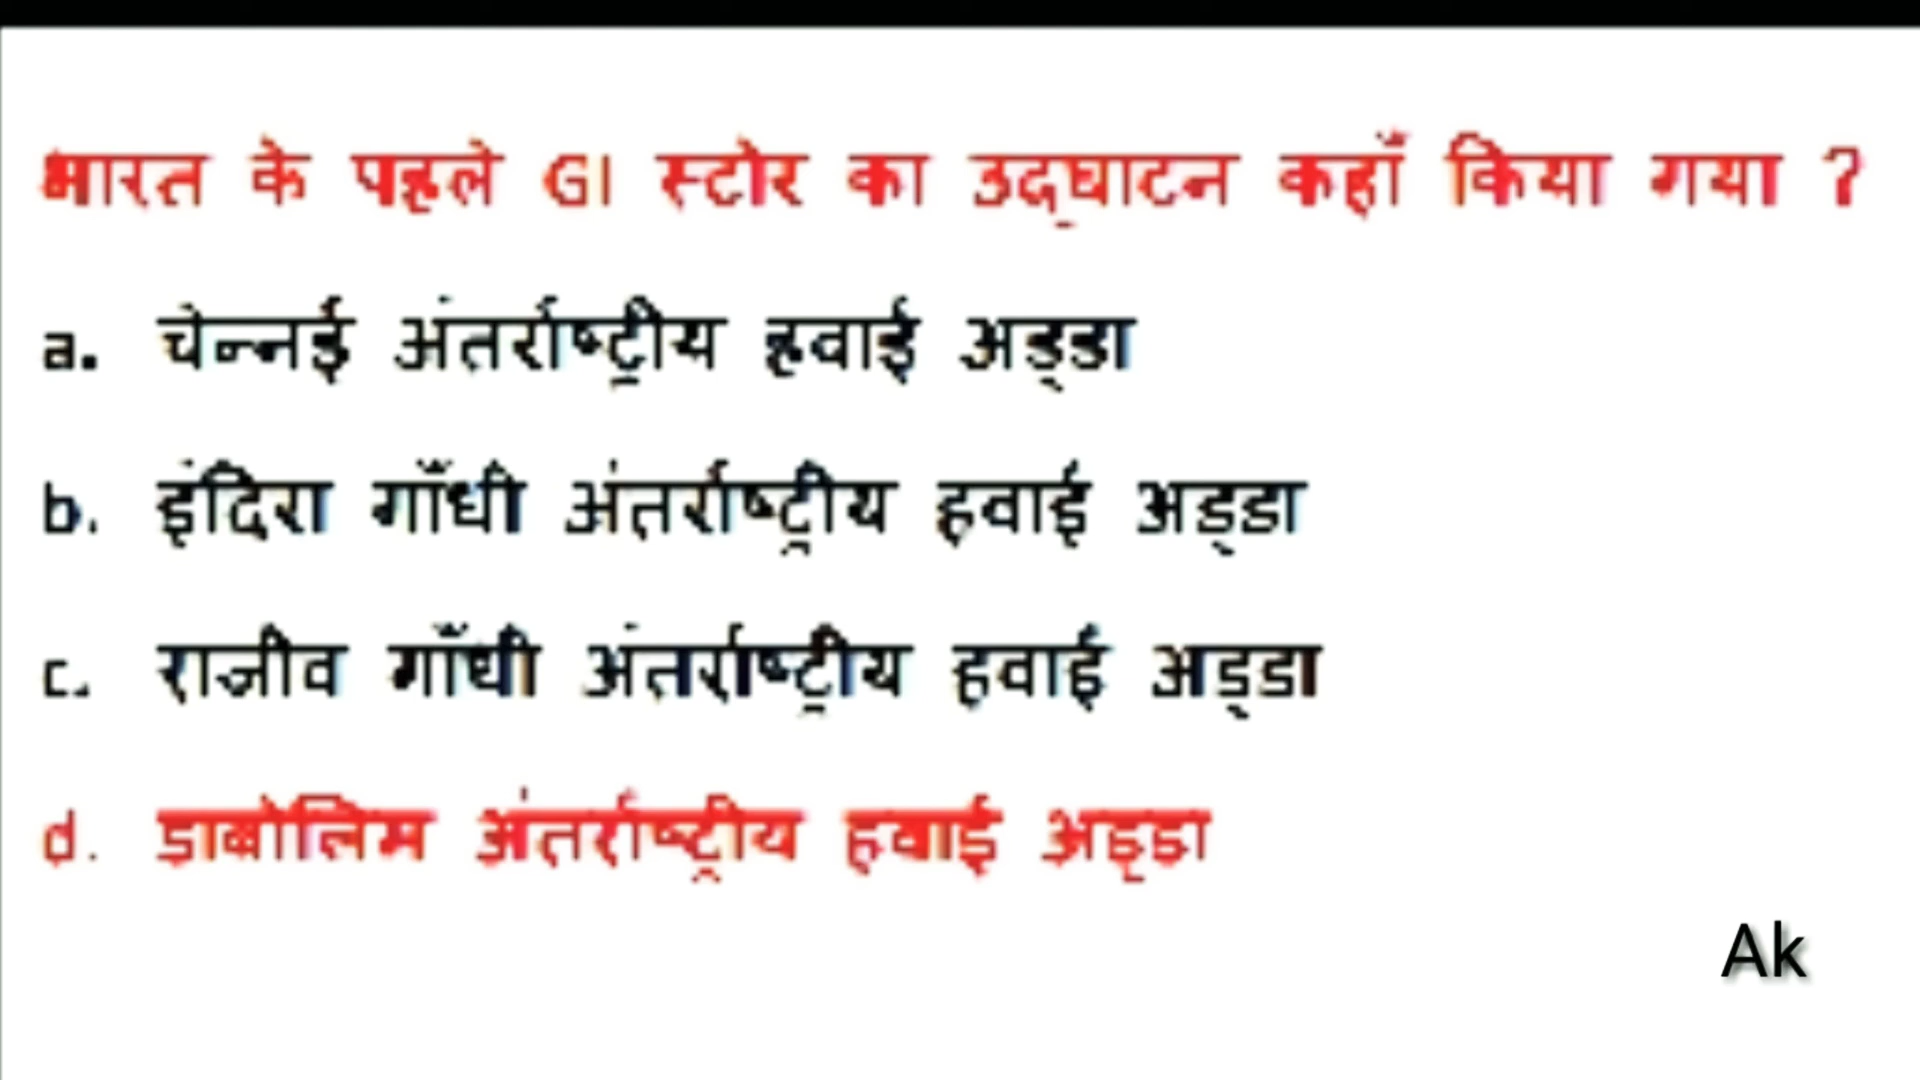 भारत के पहले GI स्टोर का उद्घाटन कहाँ किया गया ?
a. चेन्नई अंतर्राष्ट्रीय हवाई अड्डा
b. इंदिरा गाँधी अंतर्राष्ट्रीय हवाई अड्डा
c. राजीव गाँधी अंतर्राष्ट्रीय हवाई अड्डा
d. डाबोलिम अंतर्राष्ट्रीय हवाई अड्डा
Ak